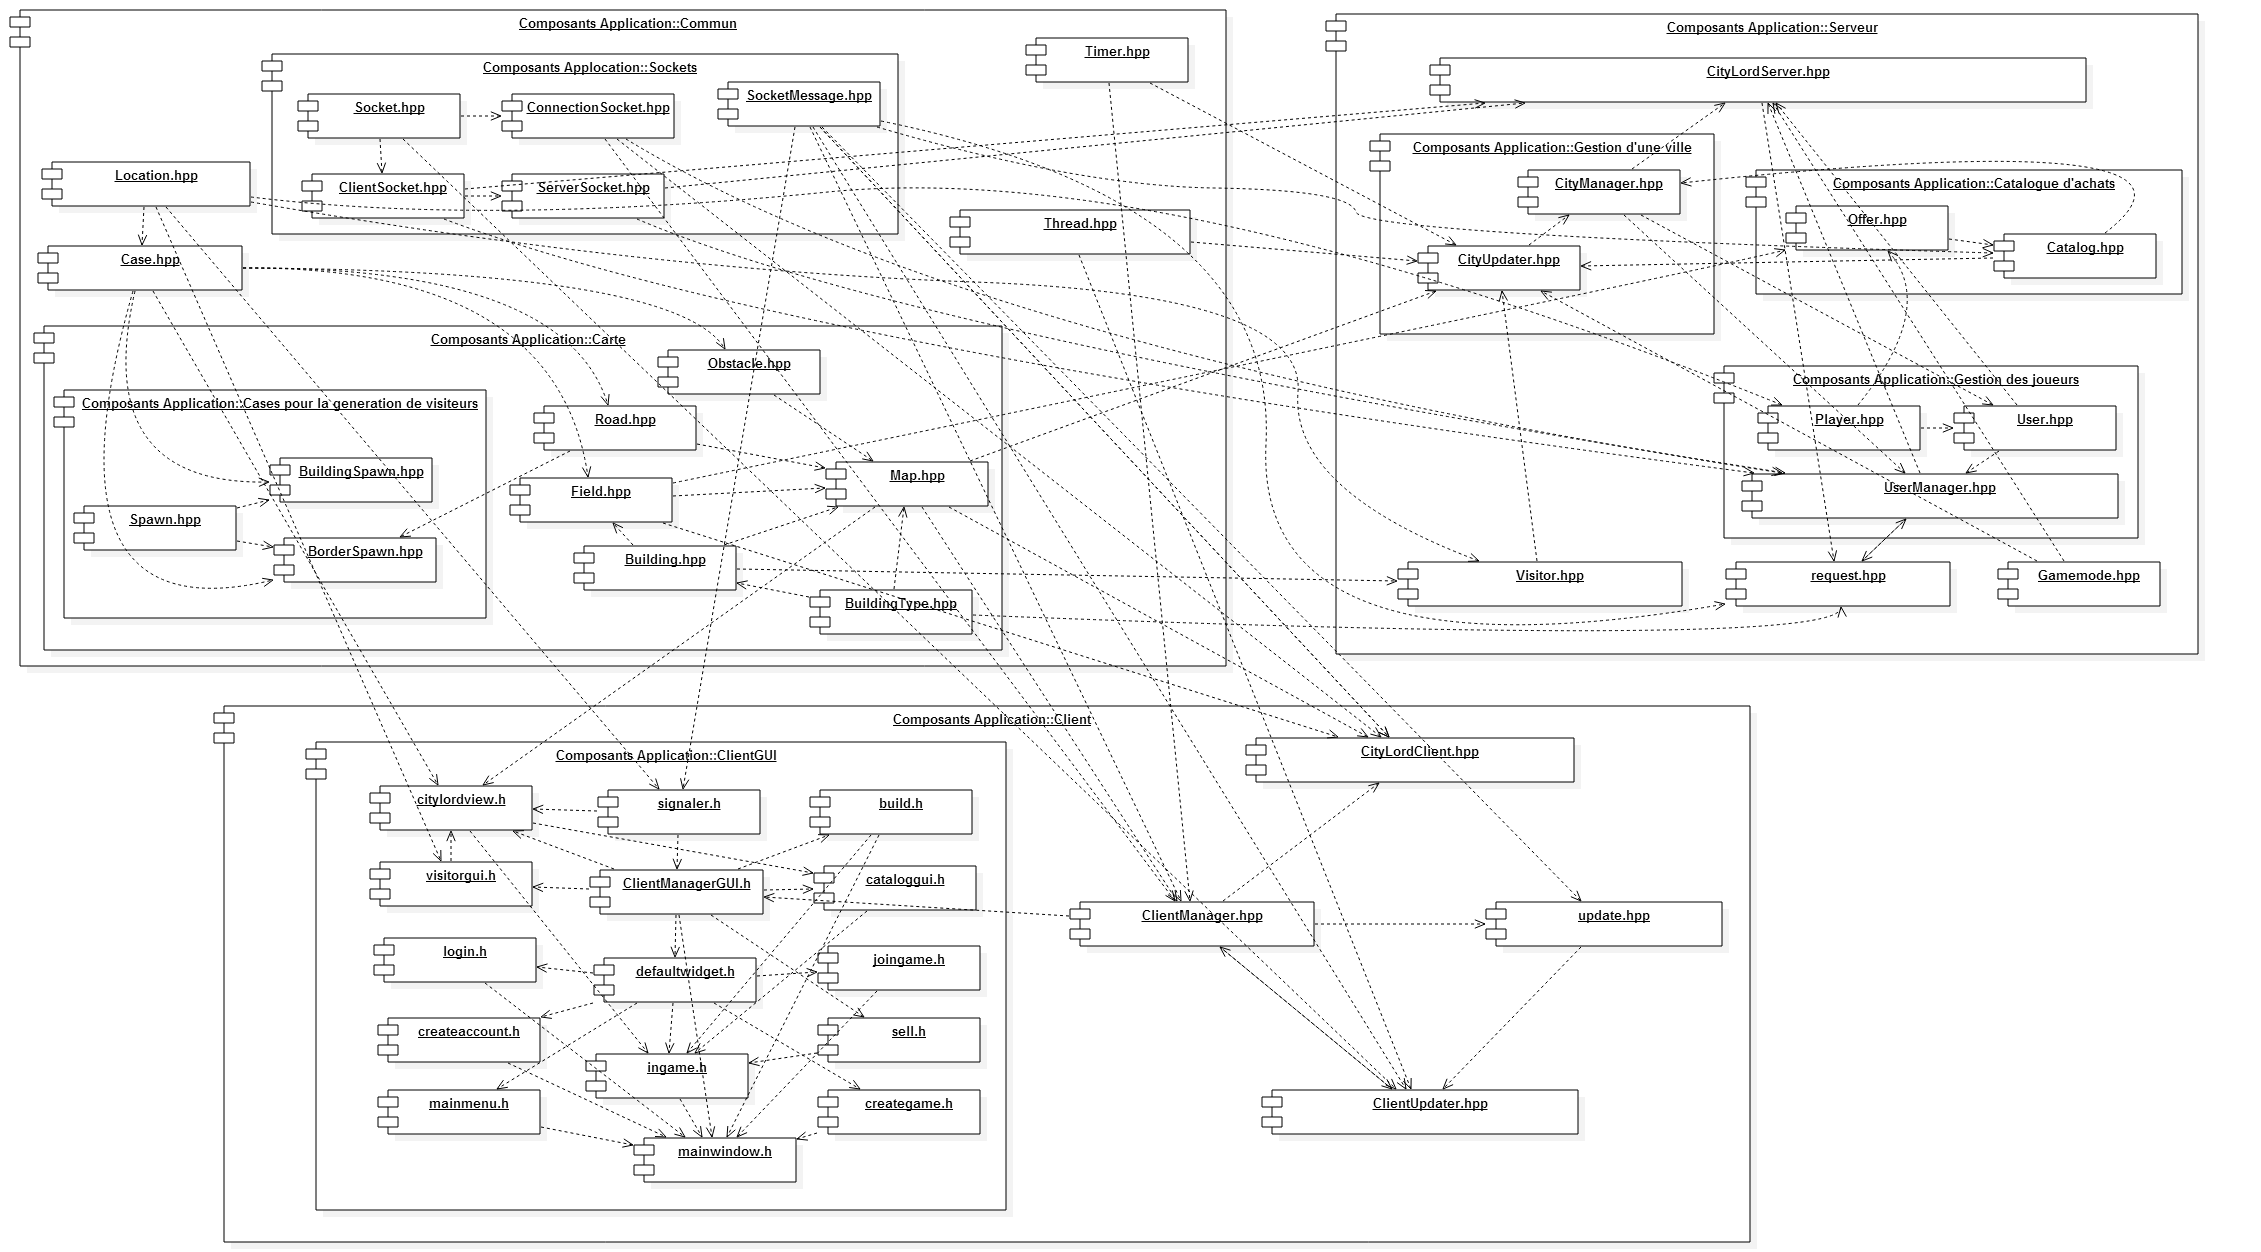 Composants Application::Commun
Composants Applocation::Sockets
Socket.hpp
ConnectionSocket.hpp
SocketMessage.hpp
ClientSocket.hpp
ServerSocket.hpp
Timer.hpp
Location.hpp
Thread.hpp
Case.hpp
Composants Application::Carte
Obstacle.hpp
Composants Application::Cases pour la generation de visiteurs
BuildingSpawn.hpp
Spawn.hpp
BorderSpawn.hpp
Road.hpp
Field.hpp
Map.hpp
Building.hpp
BuildingType.hpp
Composants Application::Serveur
CityLordServer.hpp
Composants Application::Gestion d'une ville
CityManager.hpp
CityUpdater.hpp
Composants Application::Catalogue d'achats
Offer.hpp
Catalog.hpp
Composants Application::Gestion des joueurs
Player.hpp
User.hpp
UserManager.hpp
Visitor.hpp
request.hpp
Gamemode.hpp
Composants Application::Client
Composants Application::ClientGUI
citylordview.h
signaler.h
build.h
visitorgui.h
ClientManagerGUI.h
cataloggui.h
login.h
defaultwidget.h
joingame.h
createaccount.h
sell.h
ingame.h
mainmenu.h
creategame.h
mainwindow.h
CityLordClient.hpp
ClientManager.hpp
update.hpp
ClientUpdater.hpp